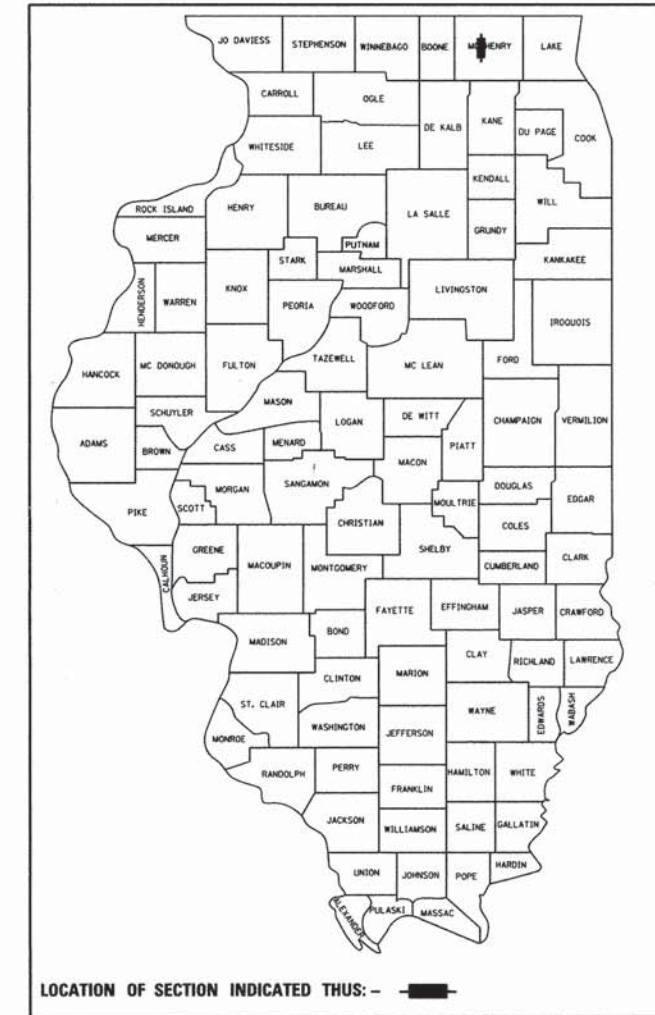 JO DAVIESS
STEPHENSON
WINNEBAGO
BOONE
MCHENRY
LAKE
CARROLL
OGLE
DE KALB
KANE
DU PAGE
COOK
WHITESIDE
LEE
KENDALL
WILL
ROCK ISLAND
HENRY
BUREAU
LA SALLE
GRUNDY
MERCER
PUTNAM
STARK
MARSHALL
KANKAKEE
HENDERSON
WARREN
KNOX
PEORIA
WOODFORD
LIVINGSTON
IROQUOIS
HANCOCK
MC DONOUGH
FULTON
TAZEWELL
MC LEAN
FORD
SCHUYLER
MASON
LOGAN
DE WITT
CHAMPAIGN
VERMILION
ADAMS
BROWN
CASS
MENARD
PIATT
MACON
PIKE
SCOTT
MORGAN
SANGAMON
CHRISTIAN
MOULTRIE
DOUGLAS
EDGAR
COLES
CALHOUN
GREENE
MACOUPIN
MONTGOMERY
SHELBY
CUMBERLAND
CLARK
JERSEY
FAYETTE
EFFINGHAM
JASPER
CRAWFORD
MADISON
BOND
CLAY
RICHLAND
LAWRENCE
CLINTON
MARION
ST. CLAIR
WAYNE
EDWARDS
WABASH
WASHINGTON
JEFFERSON
MONROE
RANDOLPH
PERRY
HAMILTON
WHITE
FRANKLIN
JACKSON
WILLIAMSON
SALINE
GALLATIN
HARDIN
UNION
JOHNSON
POPE
ALEXANDER
PULASKI
MASSAC
LOCATION OF SECTION INDICATED THUS: -